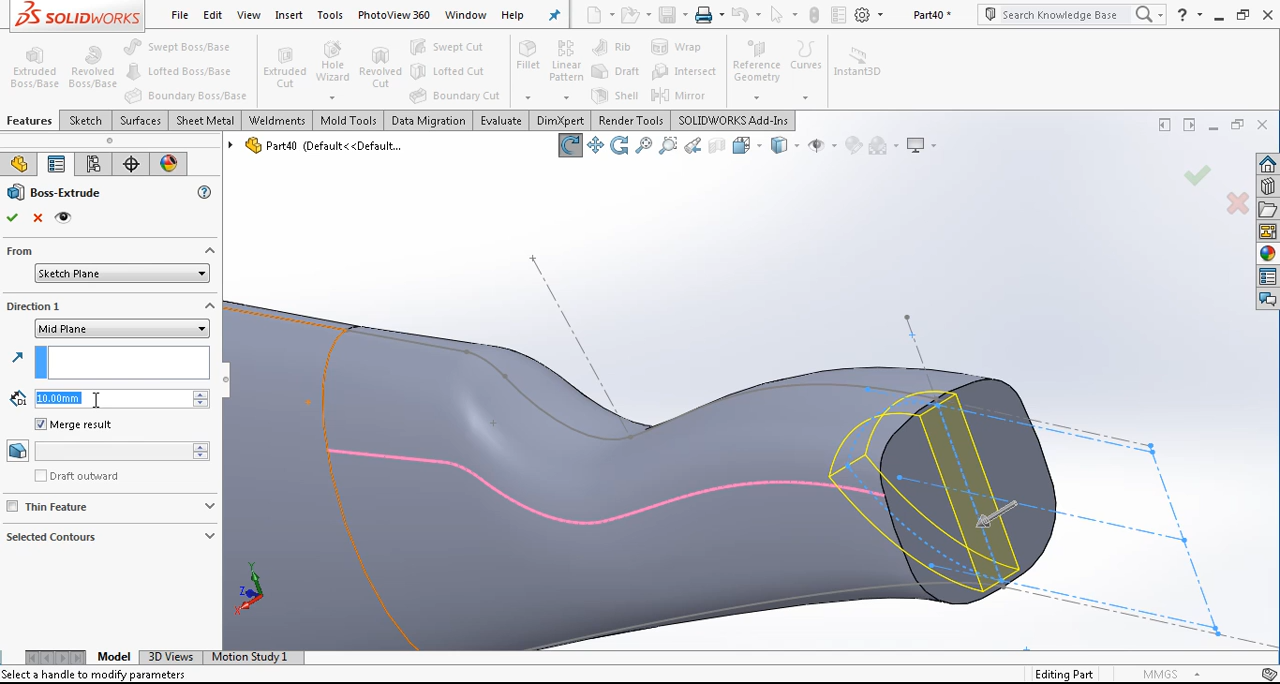 SOLIDWORKS File Edit View Insert Tools PhotoView 360 Window Help Part40 * Search Knowledge Base ?
Extruded Boss/Base
Revolved Boss/Base
Swept Boss/Base
Lofted Boss/Base
Boundary Boss/Base
Extruded Cut
Hole Wizard
Revolved Cut
Swept Cut
Lofted Cut
Boundary Cut
Fillet
Linear Pattern
Rib
Draft
Shell
Wrap
Intersect
Mirror
Reference Geometry
Curves
Instant3D
Features Sketch Surfaces Sheet Metal Weldments Mold Tools Data Migration Evaluate DimXpert Render Tools SOLIDWORKS Add-Ins
Part40 (Default<<Default...
Boss-Extrude
From
Sketch Plane
Direction 1
Mid Plane
D1 10.00mm
Merge result
Draft outward
Thin Feature
Selected Contours
Y
Z
X
Model 3D Views Motion Study 1
Select a handle to modify parameters Editing Part MMGS